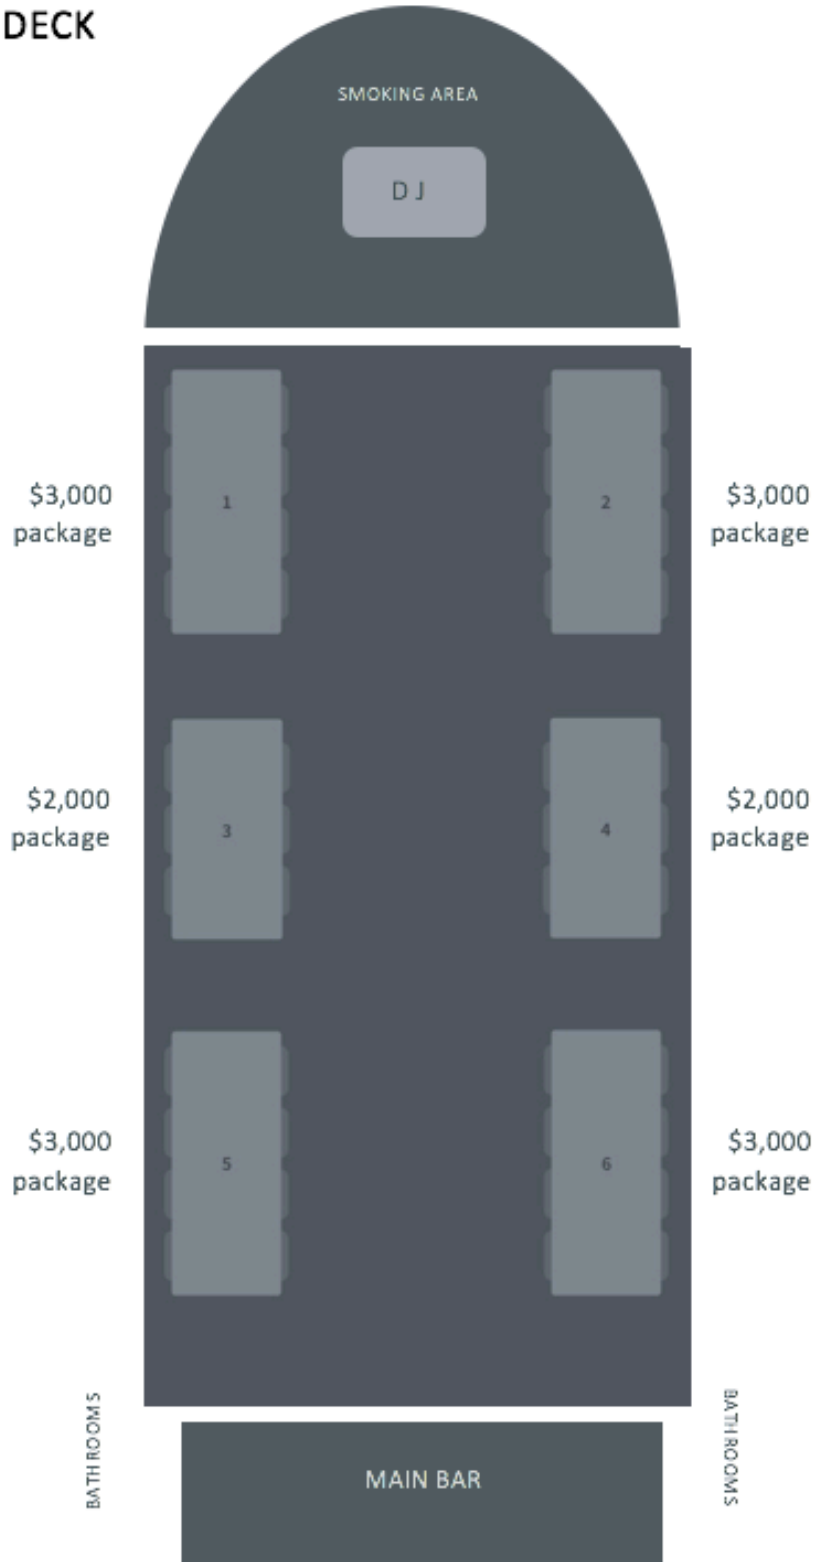 DECK
SMOKING AREA
DJ
1
2
$3,000
package
$3,000
package
3
4
$2,000
package
$2,000
package
5
6
$3,000
package
$3,000
package
BATHROOMS
BATHROOMS
MAIN BAR